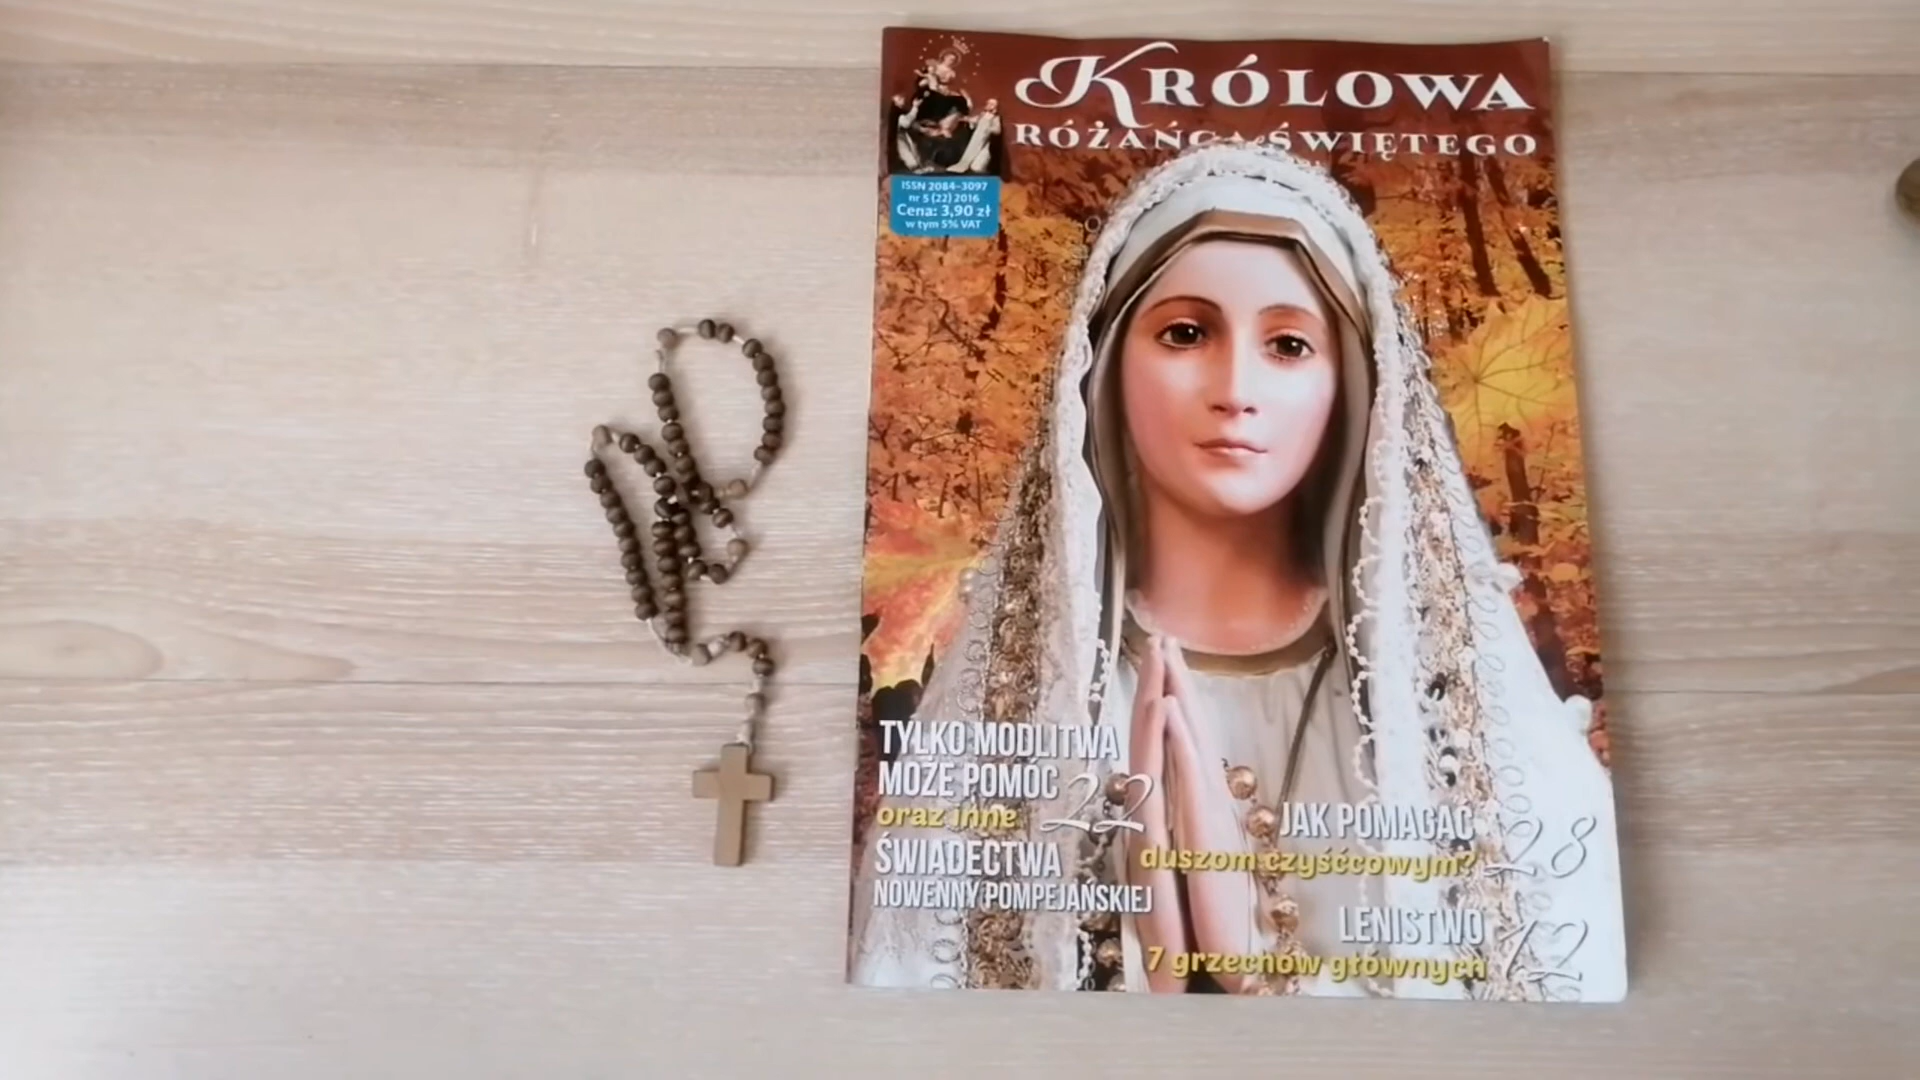 KRÓLOWA
RÓŻAŃCA ŚWIĘTEGO
ISSN 2084-3097
nr 5 (22) 2016
Cena: 3,90 zł
w tym 5% VAT
TYLKO MODLITWA
MOŻE POMÓC 22
oraz inne
ŚWIADECTWA
NOWENNY POMPEJAŃSKIEJ
JAK POMAGAĆ 28
duszom czyśćcowym?
LENISTWO 12
7 grzechów głównych